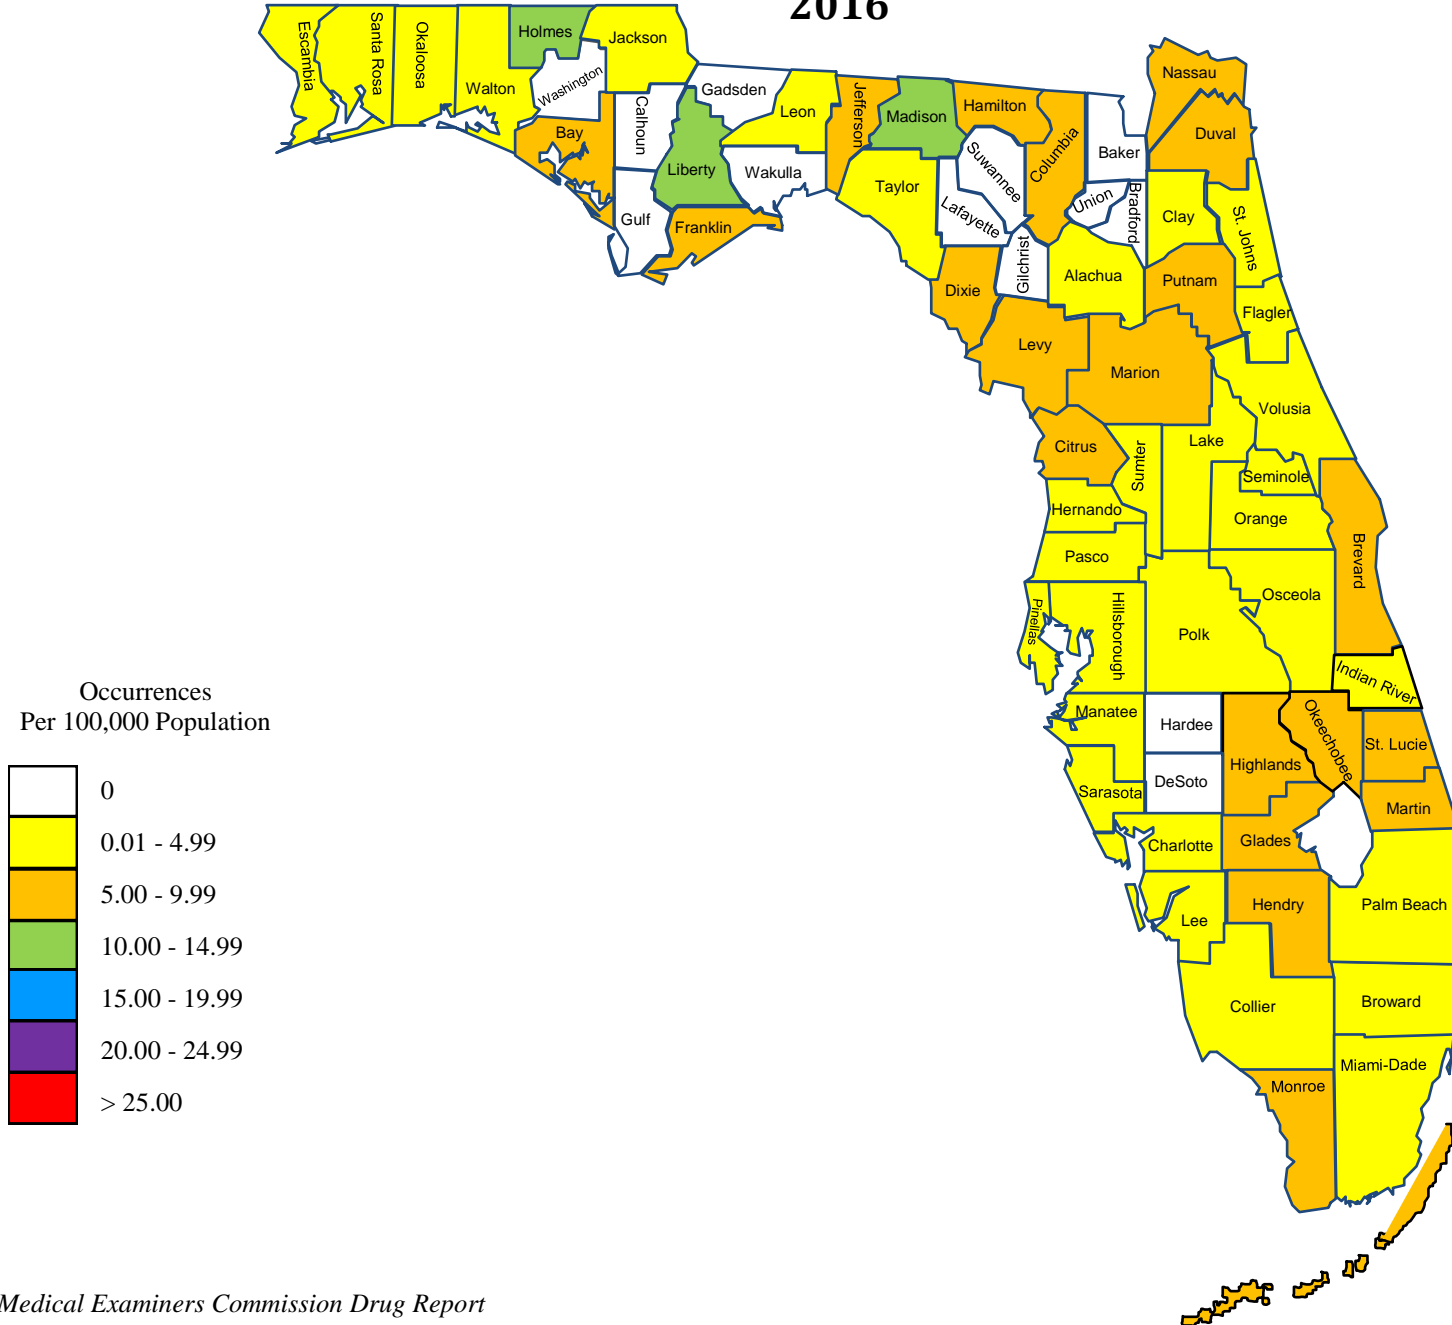 2016
Escambia
Santa Rosa
Okaloosa
Walton
Holmes
Washington
Jackson
Bay
Calhoun
Gulf
Gadsden
Liberty
Franklin
Leon
Wakulla
Jefferson
Madison
Taylor
Hamilton
Suwannee
Lafayette
Dixie
Columbia
Gilchrist
Baker
Union
Bradford
Alachua
Nassau
Duval
Clay
St. Johns
Putnam
Flagler
Levy
Marion
Volusia
Citrus
Sumter
Lake
Seminole
Hernando
Orange
Pasco
Brevard
Pinellas
Hillsborough
Polk
Osceola
Indian River
Manatee
Hardee
Highlands
Okeechobee
St. Lucie
Sarasota
DeSoto
Martin
Charlotte
Glades
Lee
Hendry
Palm Beach
Collier
Broward
Monroe
Miami-Dade
Occurrences
Per 100,000 Population
0
0.01 - 4.99
5.00 - 9.99
10.00 - 14.99
15.00 - 19.99
20.00 - 24.99
> 25.00
Medical Examiners Commission Drug Report